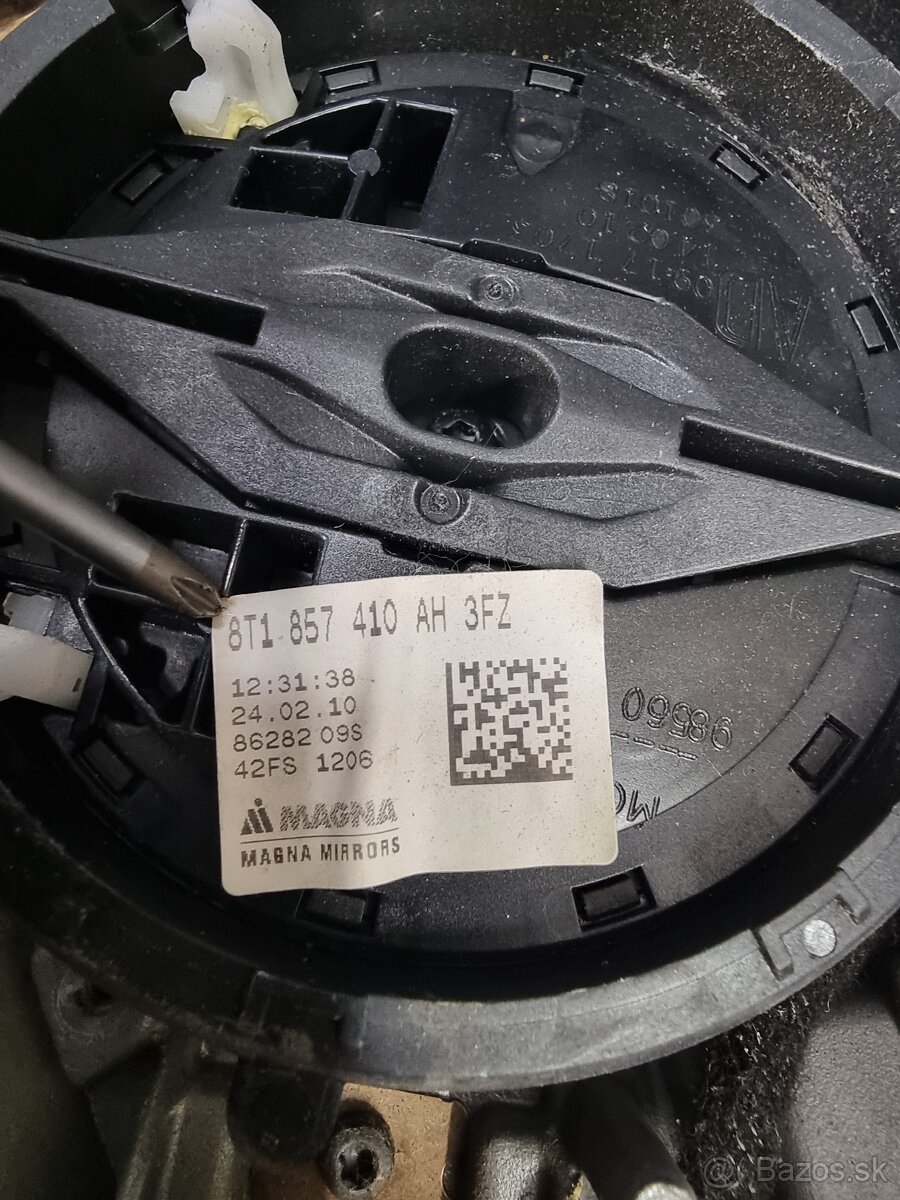 8T1 857 410 AH 3FZ
12:31:38
24.02.10
86282 09S
42FS 1206
MAGNA
MAGNA MIRRORS
98560
Bazos.sk